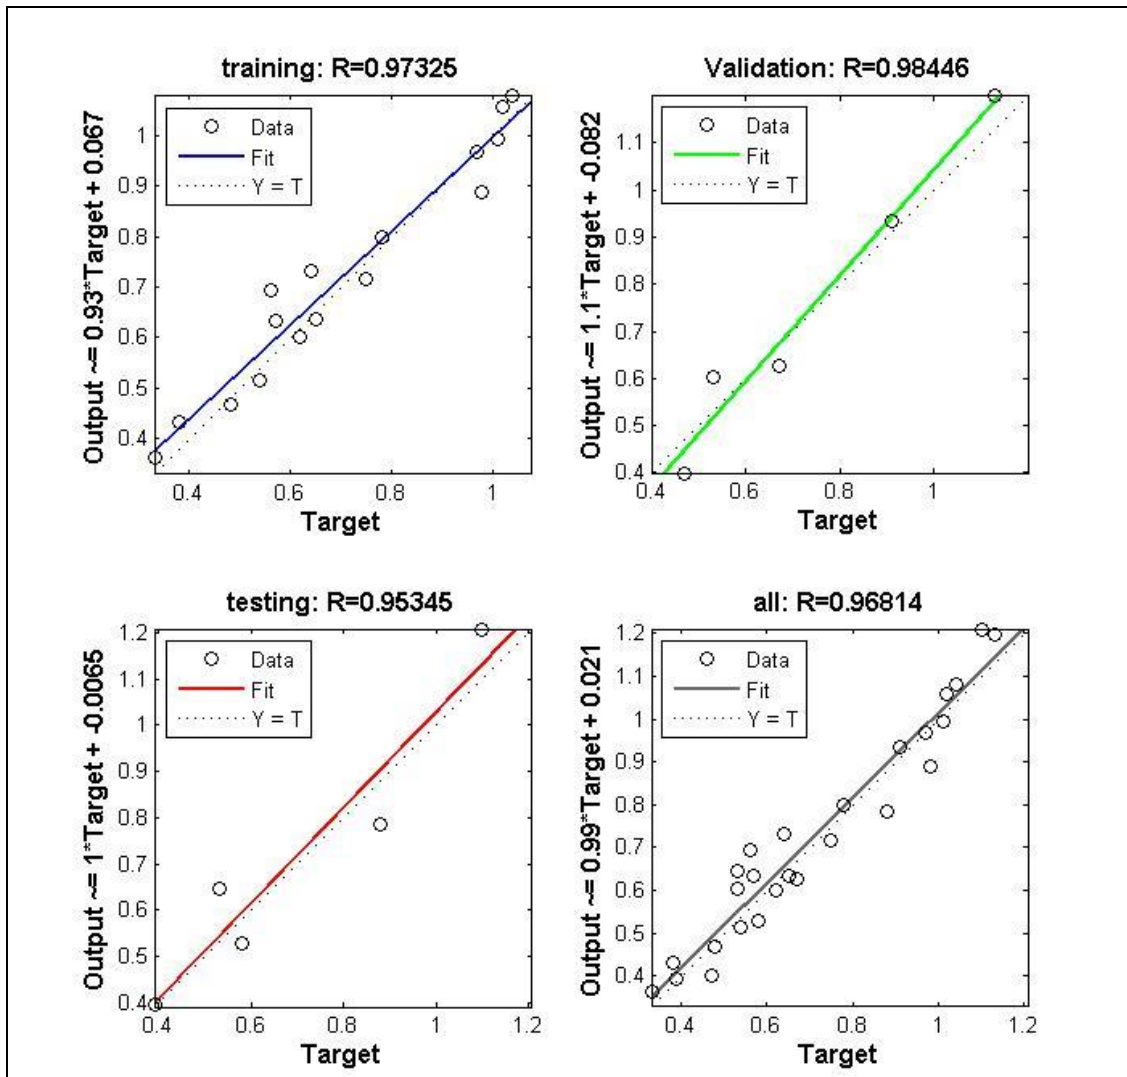 training: R=0.97325
Output ~= 0.93*Target + 0.067
Data
Fit
Y = T
1
0.9
0.8
0.7
0.6
0.5
0.4
0.4 0.6 0.8 1
Target
Validation: R=0.98446
Output ~= 1.1*Target + -0.082
Data
Fit
Y = T
1.1
1
0.9
0.8
0.7
0.6
0.5
0.4
0.4 0.6 0.8 1
Target
testing: R=0.95345
Output ~= 1*Target + -0.0065
Data
Fit
Y = T
1.2
1.1
1
0.9
0.8
0.7
0.6
0.5
0.4
0.4 0.6 0.8 1 1.2
Target
all: R=0.96814
Output ~= 0.99*Target + 0.021
Data
Fit
Y = T
1.2
1.1
1
0.9
0.8
0.7
0.6
0.5
0.4
0.4 0.6 0.8 1 1.2
Target